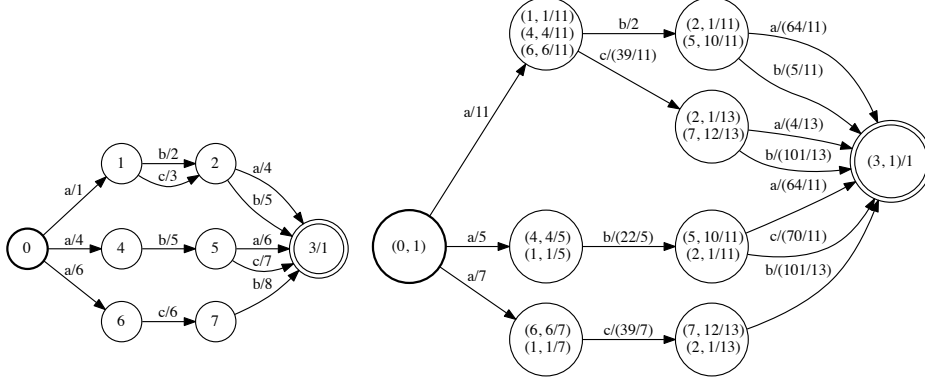 0
a/1
a/4
a/6
1
b/2
c/3
2
a/4
b/5
4
b/5
5
a/6
c/7
b/8
3/1
6
c/6
7
(0, 1)
a/11
a/5
a/7
(1, 1/11)
(4, 4/11)
(6, 6/11)
b/2
c/(39/11)
(2, 1/11)
(5, 10/11)
a/(64/11)
b/(5/11)
(2, 1/13)
(7, 12/13)
a/(4/13)
b/(101/13)
(3, 1)/1
(4, 4/5)
(1, 1/5)
b/(22/5)
(5, 10/11)
(2, 1/11)
a/(64/11)
c/(70/11)
b/(101/13)
(6, 6/7)
(1, 1/7)
c/(39/7)
(7, 12/13)
(2, 1/13)